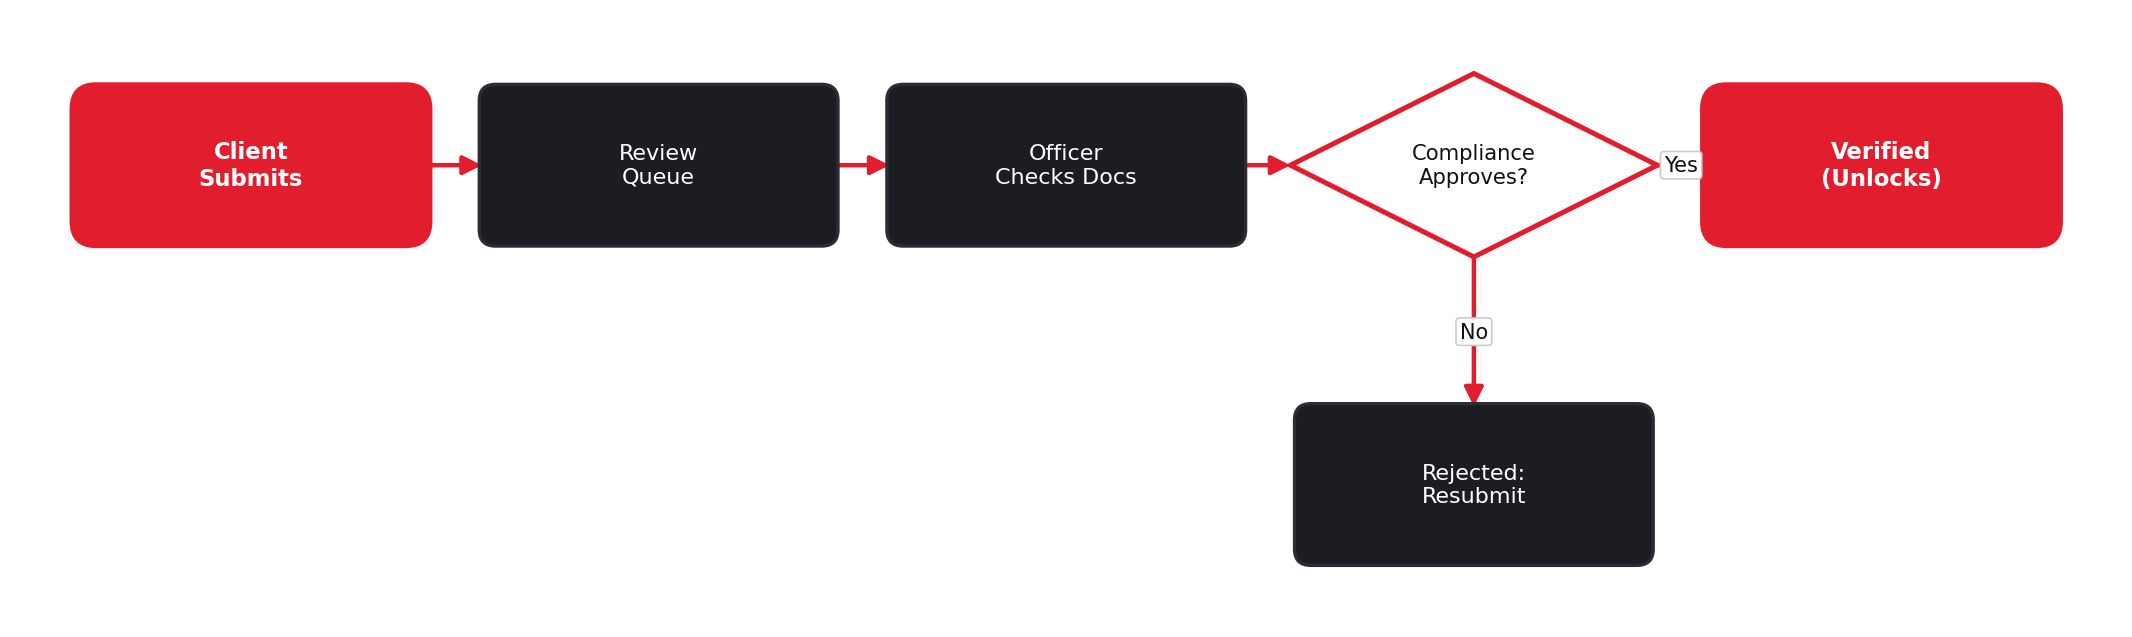 Client
Submits
Review
Queue
Officer
Checks Docs
Compliance
Approves?
Yes
Verified
(Unlocks)
No
Rejected:
Resubmit